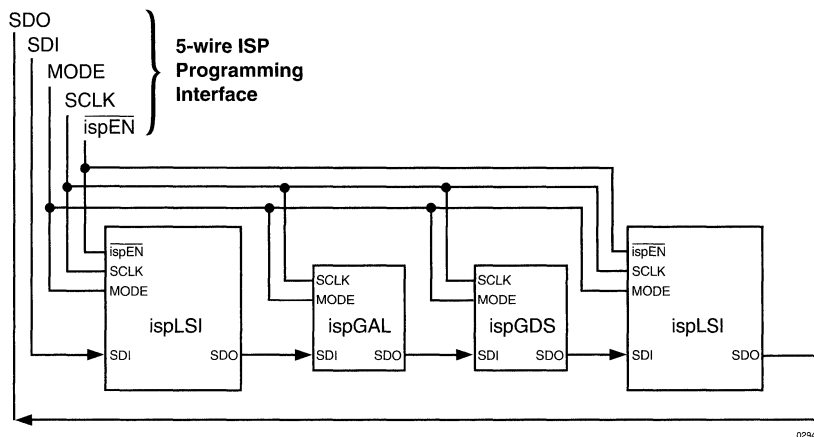 SDO
SDI
MODE
SCLK
ispEN
5-wire ISP
Programming
Interface
ispEN
SCLK
MODE
ispLSI
SDI
SDO
SCLK
MODE
ispGAL
SDI
SDO
SCLK
MODE
ispGDS
SDI
SDO
ispEN
SCLK
MODE
ispLSI
SDI
SDO
0294